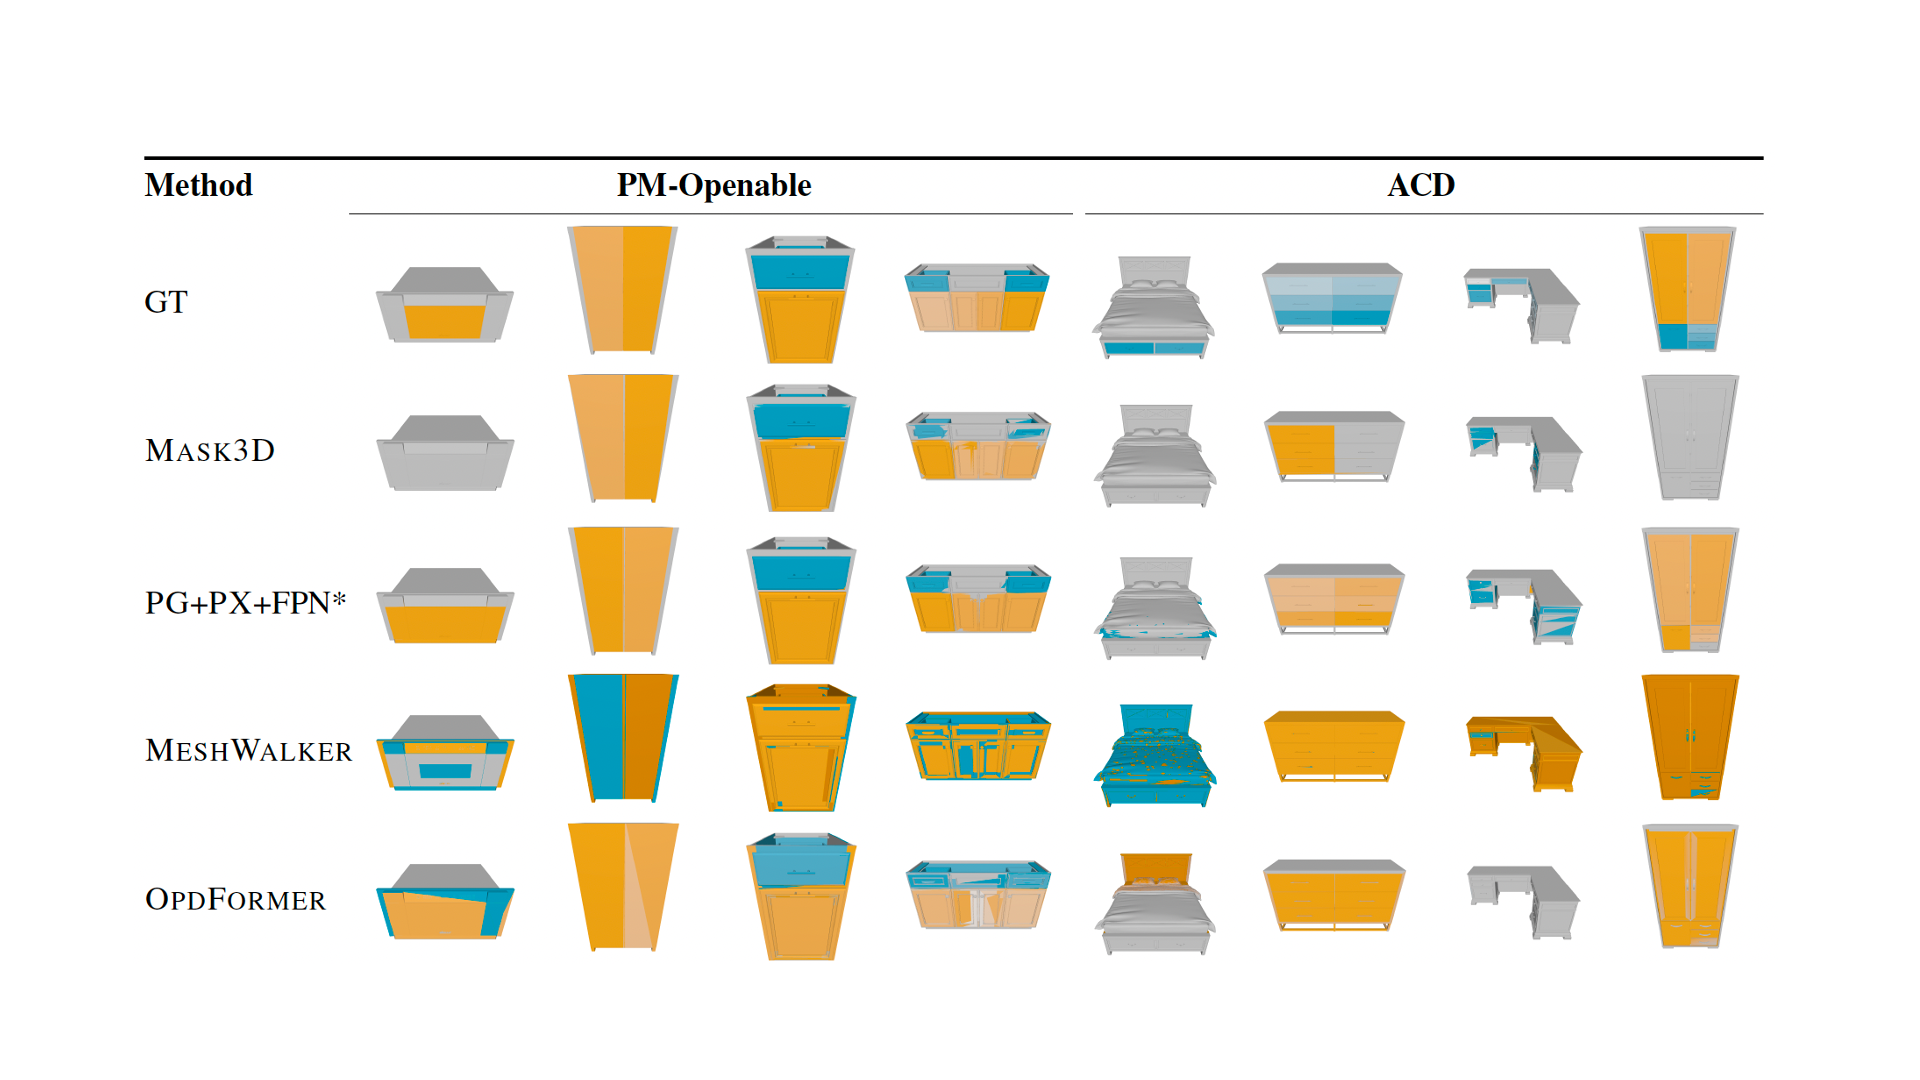 Method PM-Openable ACD
GT
MASK3D
PG+PX+FPN*
MESHWALKER
OPDFORMER